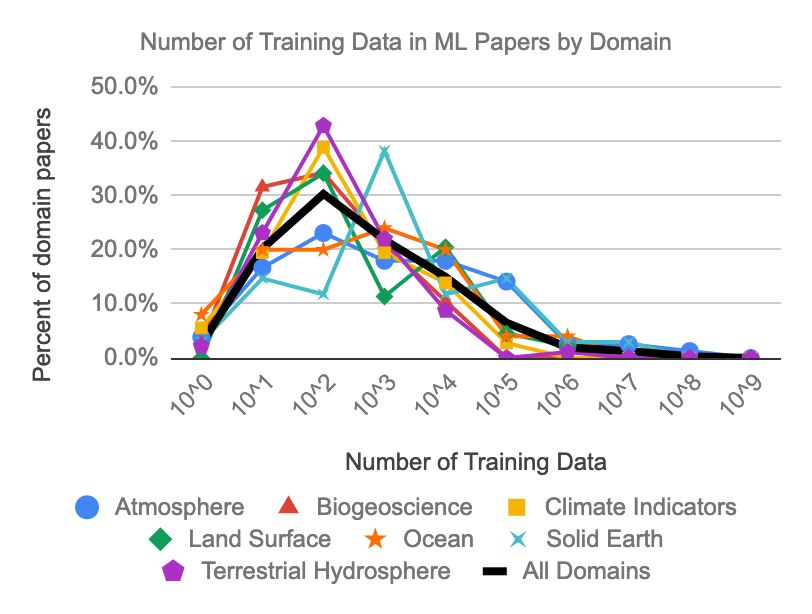 Number of Training Data in ML Papers by Domain
50.0%
40.0%
30.0%
20.0%
10.0%
0.0%
Percent of domain papers
10^0 10^1 10^2 10^3 10^4 10^5 10^6 10^7 10^8 10^9
Number of Training Data
Atmosphere Biogeoscience Climate Indicators
Land Surface Ocean Solid Earth
Terrestrial Hydrosphere All Domains